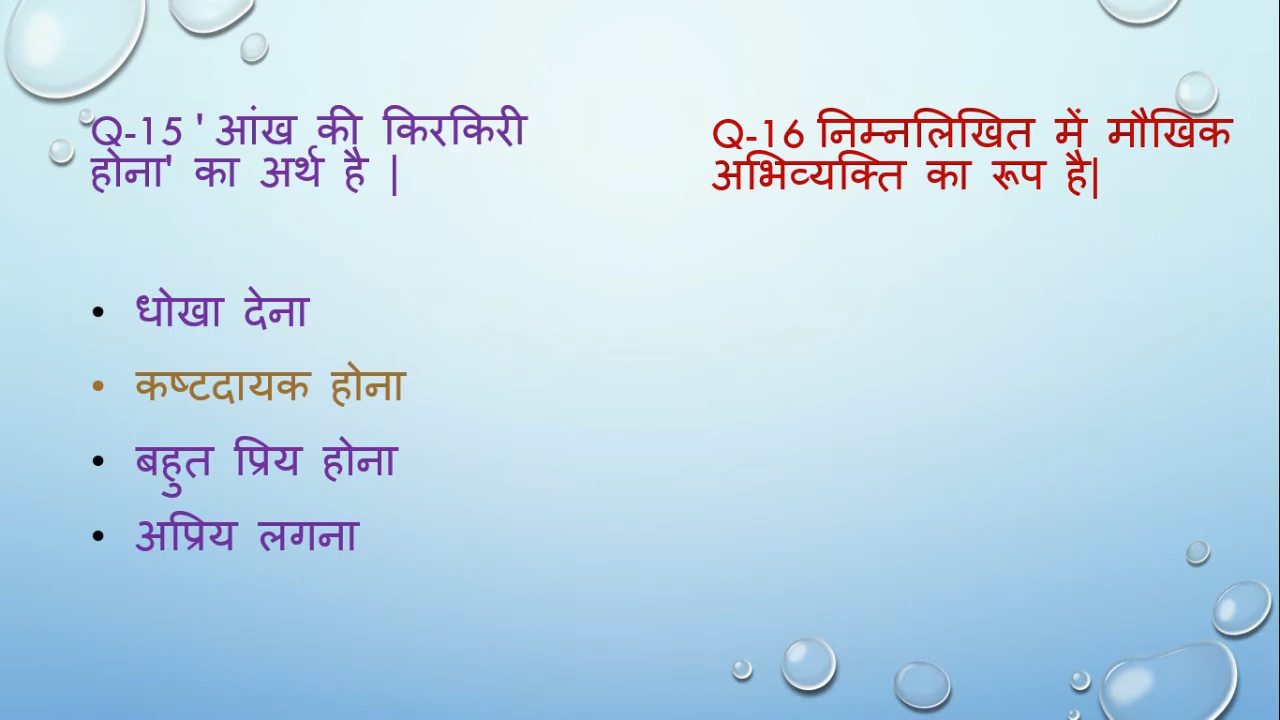 Q-15 ' आंख की किरकिरी
होना' का अर्थ है |
• धोखा देना
• कष्टदायक होना
• बहुत प्रिय होना
• अप्रिय लगना
Q-16 निम्नलिखित में मौखिक
अभिव्यक्ति का रूप है|